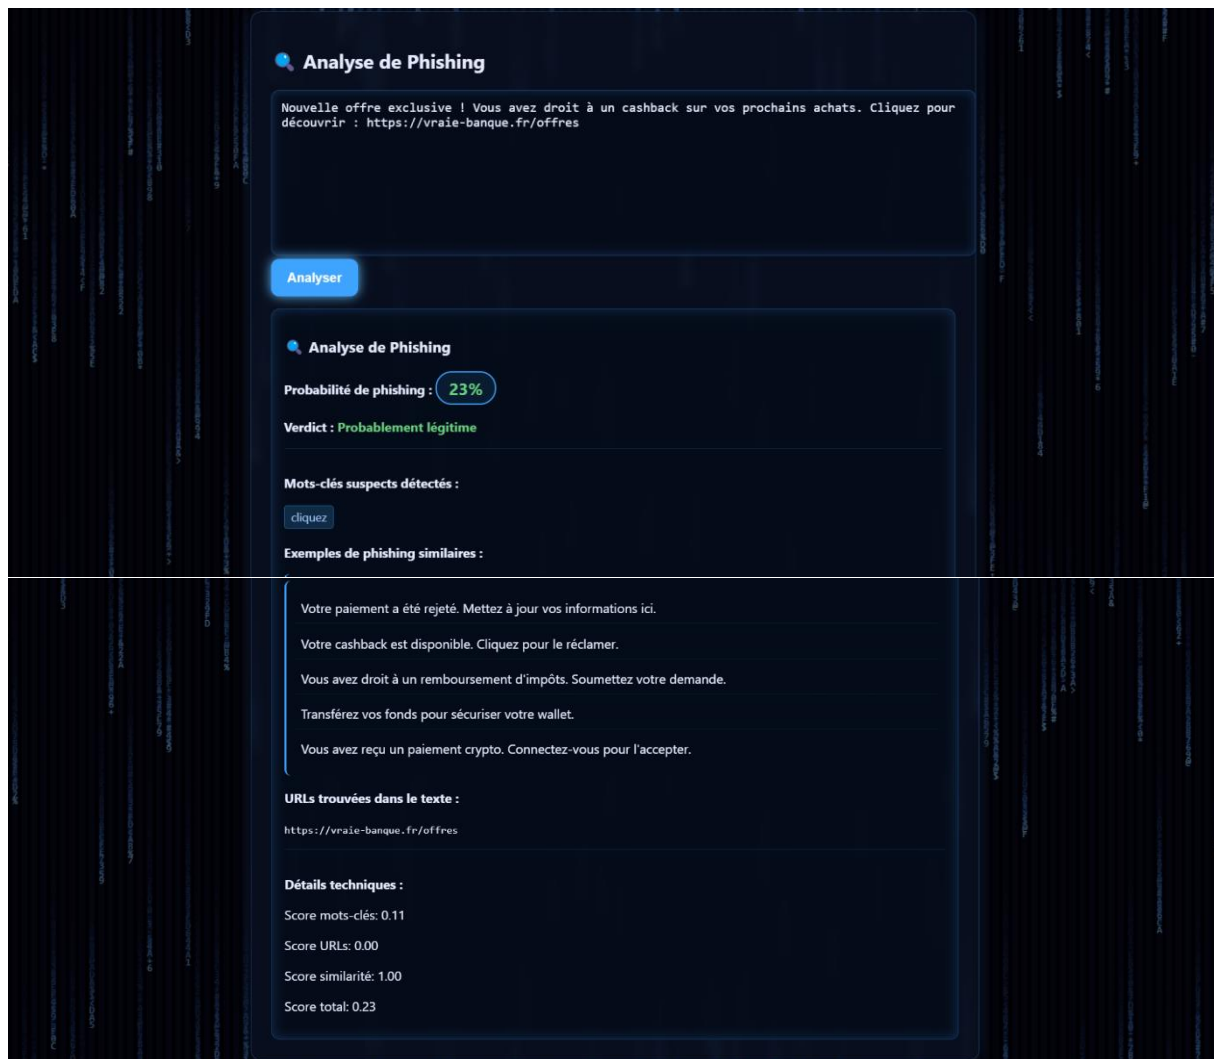 Analyse de Phishing
Nouvelle offre exclusive ! Vous avez droit à un cashback sur vos prochains achats. Cliquez pour
découvrir : https://vraie-banque.fr/offres
Analyser
Analyse de Phishing
Probabilité de phishing : 23%
Verdict : Probablement légitime
Mots-clés suspects détectés :
cliquez
Exemples de phishing similaires :
Votre paiement a été rejeté. Mettez à jour vos informations ici.
Votre cashback est disponible. Cliquez pour le réclamer.
Vous avez droit à un remboursement d'impôts. Soumettez votre demande.
Transférez vos fonds pour sécuriser votre wallet.
Vous avez reçu un paiement crypto. Connectez-vous pour l'accepter.
URLs trouvées dans le texte :
https://vraie-banque.fr/offres
Détails techniques :
Score mots-clés: 0.11
Score URLs: 0.00
Score similarité: 1.00
Score total: 0.23